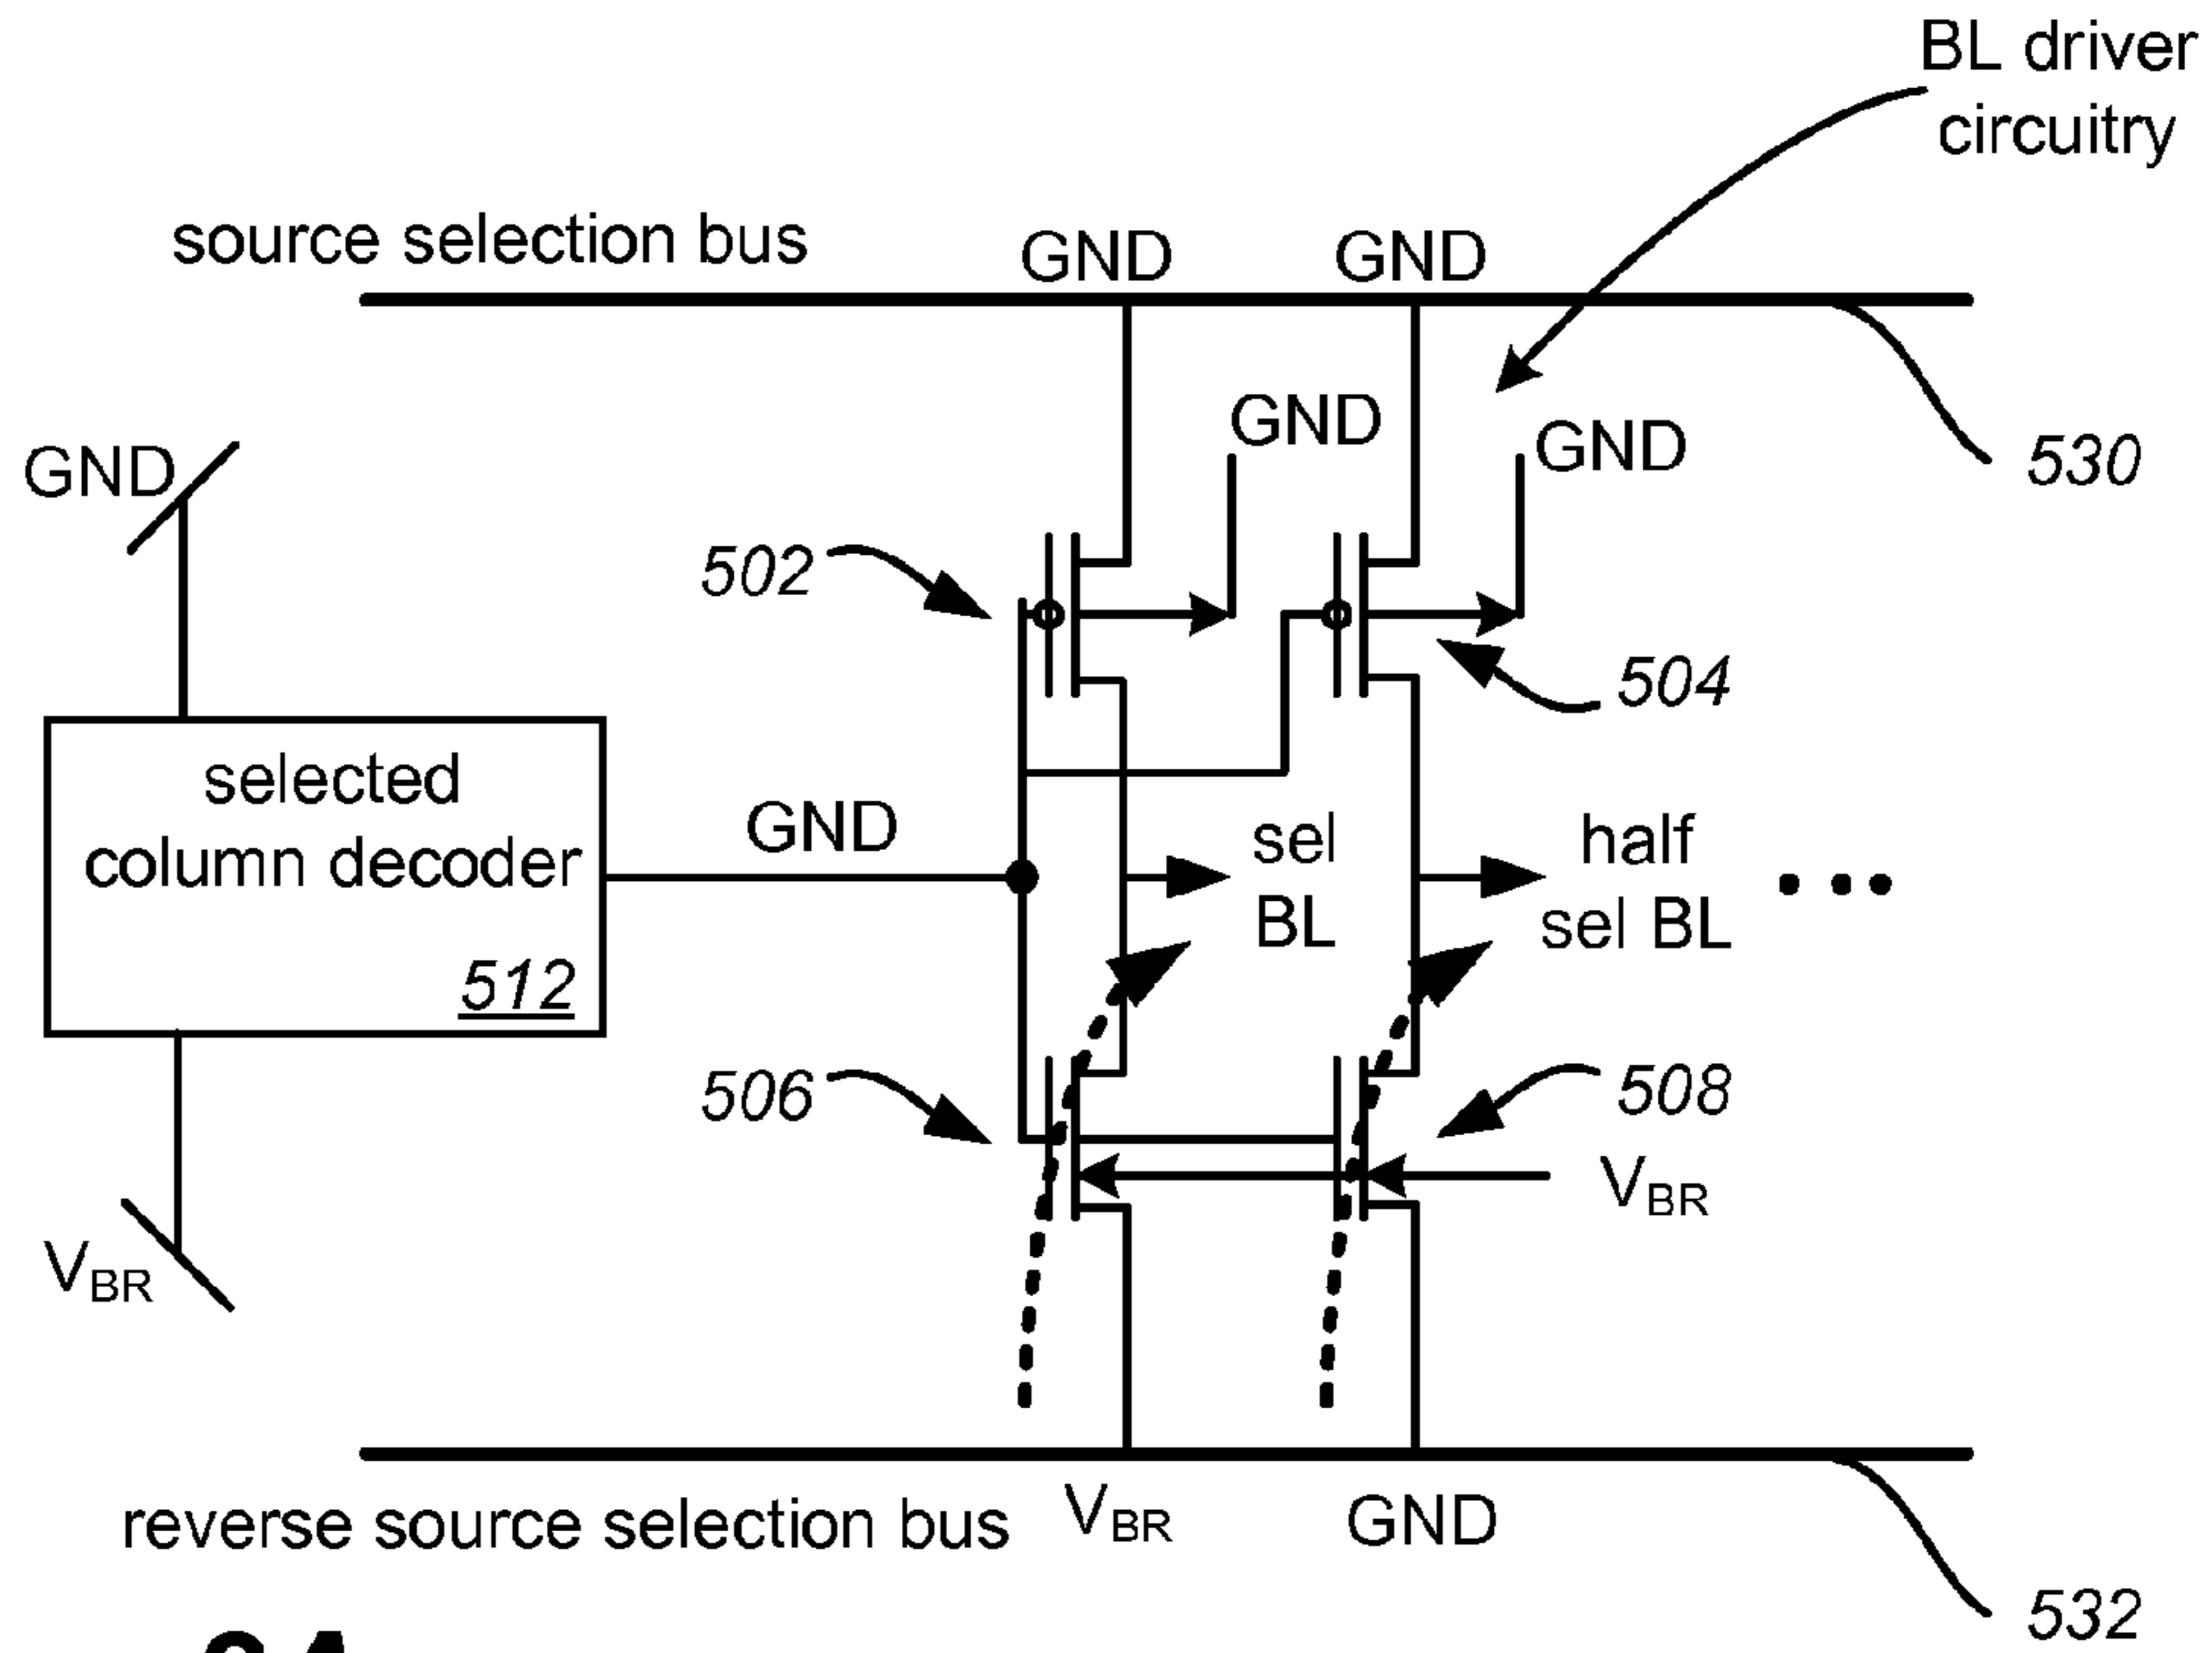 BL driver
circuitry
source selection bus
GND
GND
GND
GND
GND
530
502
504
selected
column decoder
512
GND
sel
BL
half
sel BL
506
508
VBR
VBR
reverse source selection bus
VBR
GND
532